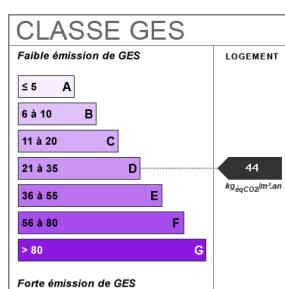 CLASSE GES
Faible émission de GES
LOGEMENT
≤ 5 A
6 à 10 B
11 à 20 C
21 à 35 D
44
kgéqCO2/m².an
36 à 55 E
56 à 80 F
> 80 G
Forte émission de GES